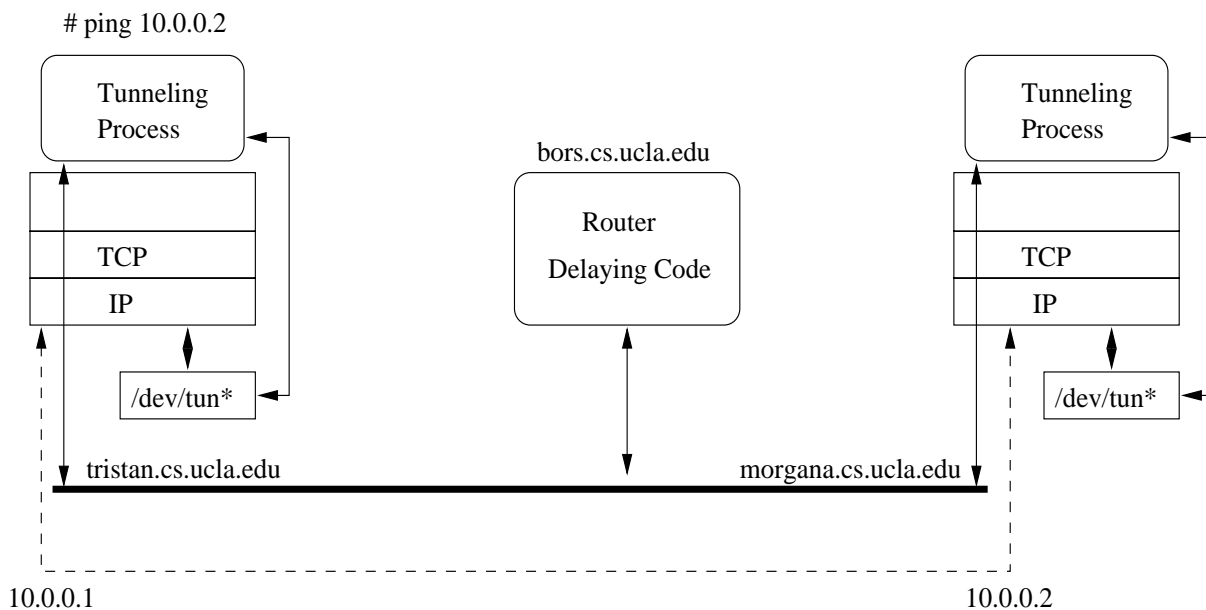 # ping 10.0.0.2
Tunneling
Process
TCP
IP
/dev/tun*
tristan.cs.ucla.edu
10.0.0.1
bors.cs.ucla.edu
Router
Delaying Code
Tunneling
Process
TCP
IP
/dev/tun*
morgana.cs.ucla.edu
10.0.0.2